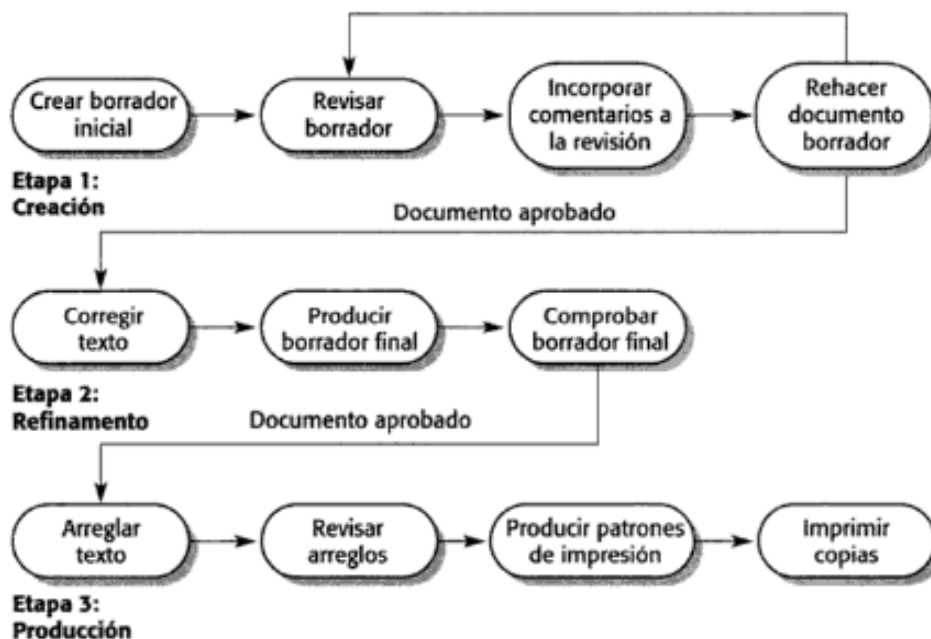 Crear borrador
inicial
Revisar
borrador
Incorporar
comentarios a
la revisión
Rehacer
documento
borrador
Etapa 1:
Creación
Documento aprobado
Corregir
texto
Producir
borrador final
Comprobar
borrador final
Etapa 2:
Refinamento
Documento aprobado
Arreglar
texto
Revisar
arreglos
Producir patrones
de impresión
Imprimir
copias
Etapa 3:
Producción